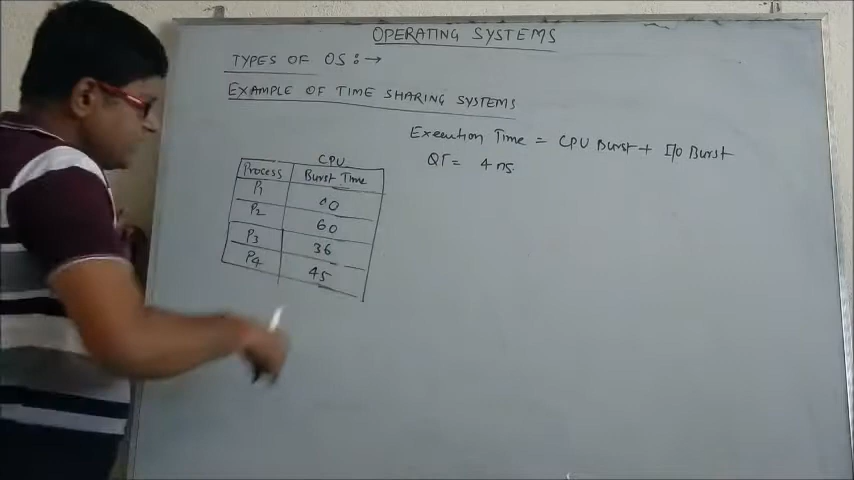 OPERATING SYSTEMS
TYPES OF OS:→
EXAMPLE OF TIME SHARING SYSTEMS
Execution Time = CPU Burst + I/O Burst
QT = 4 ns.
CPU
Process Burst Time
P1
P2 60
P3 36
P4 45